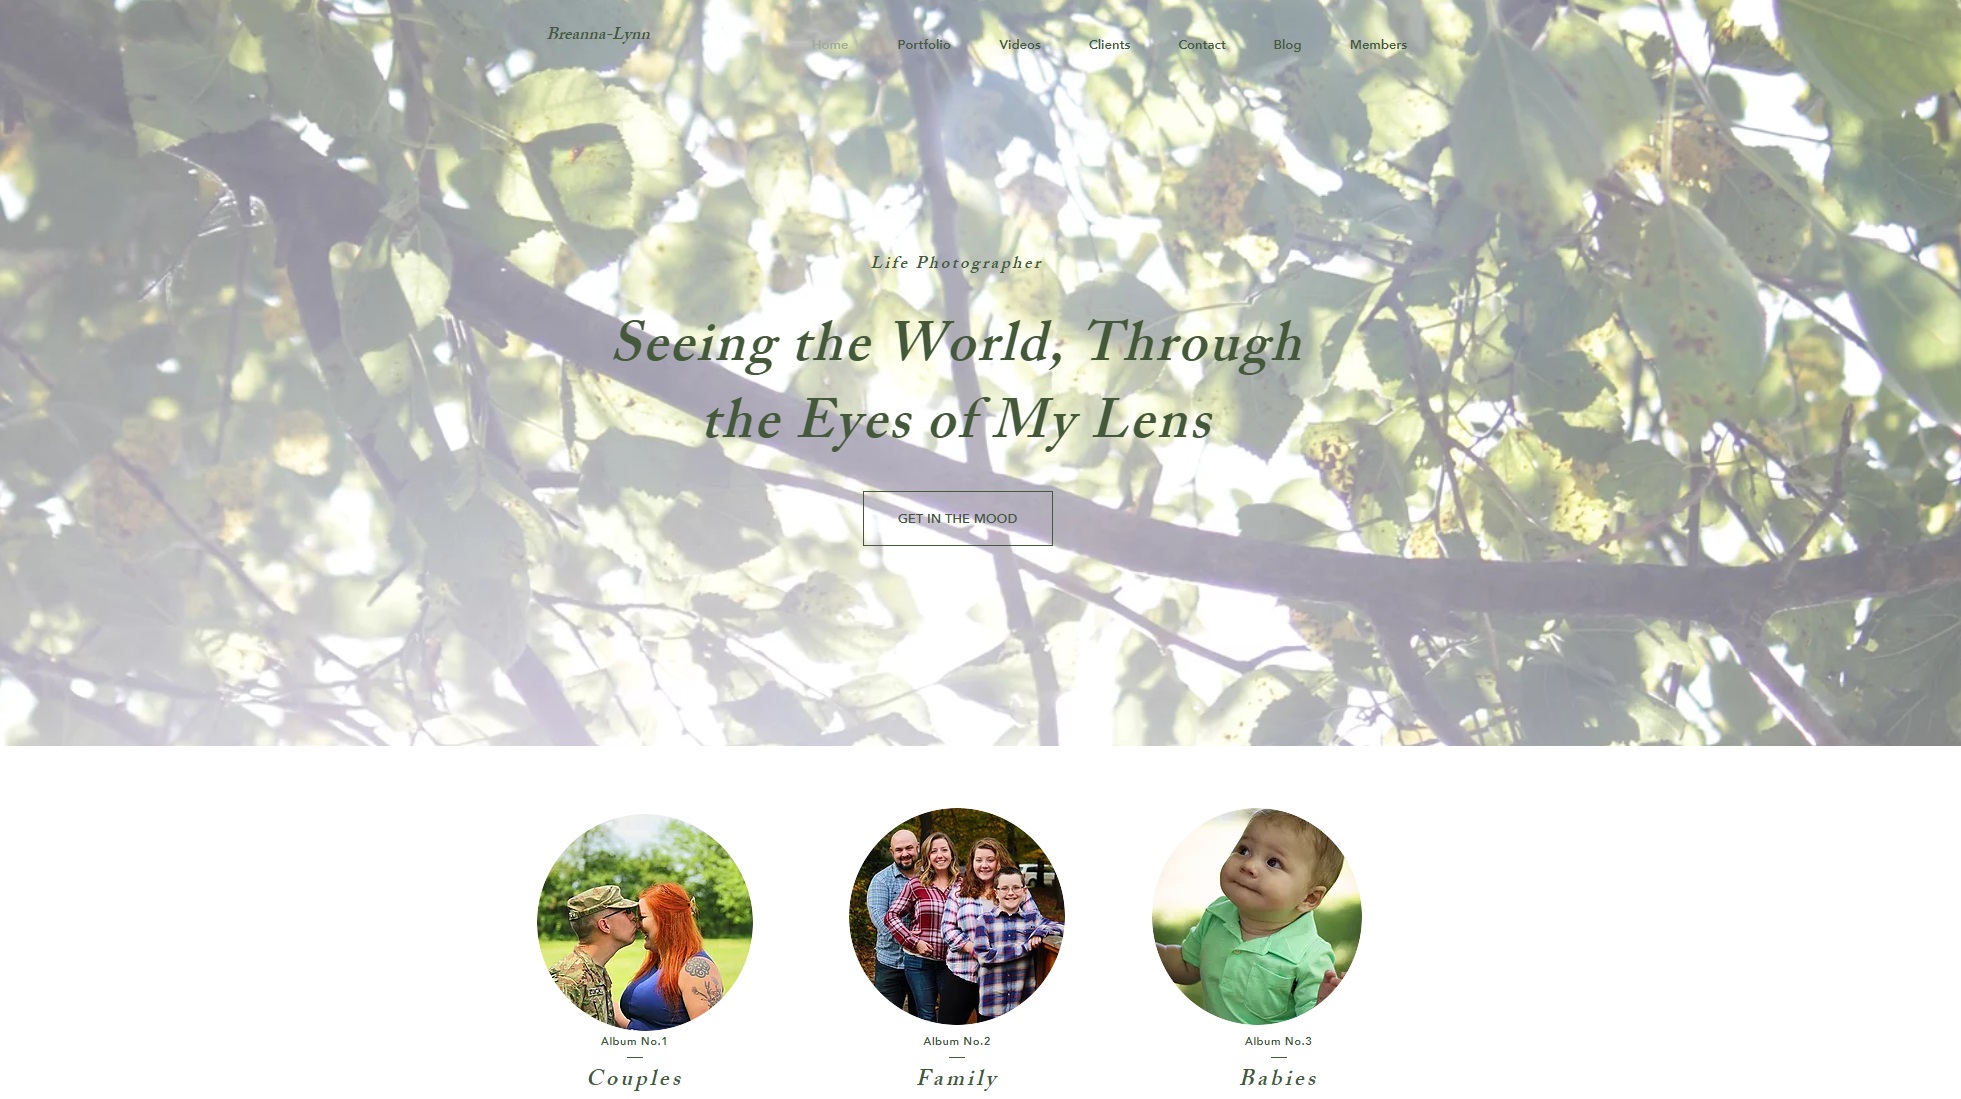 Breanna-Lynn
Home Portfolio Videos Clients Contact Blog Members
Life Photographer
Seeing the World, Through
the Eyes of My Lens
GET IN THE MOOD
Album No.1
Couples
Album No.2
Family
Album No.3
Babies